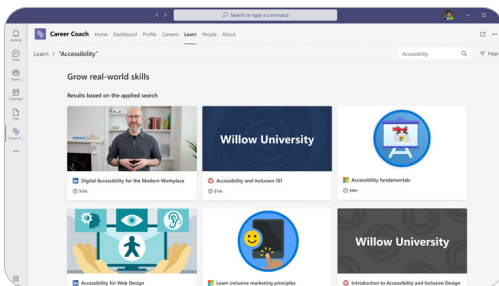 Search or type a command
Activity
Career Coach Home Dashboard Profile Careers Learn People About
Chat
Learn > "Accessibility"
Accessibility
Filter
Teams
Grow real-world skills
Calendar
Results based on the applied search
Files
Willow University
Career C...
Digital Accessibility for the Modern Workplace
51m
Accessibility and Inclusion 101
31m
Accessibility fundamentals
Willow University
Accessibility for Web Design
Learn inclusive marketing principles
Introduction to Accessibility and Inclusive Design